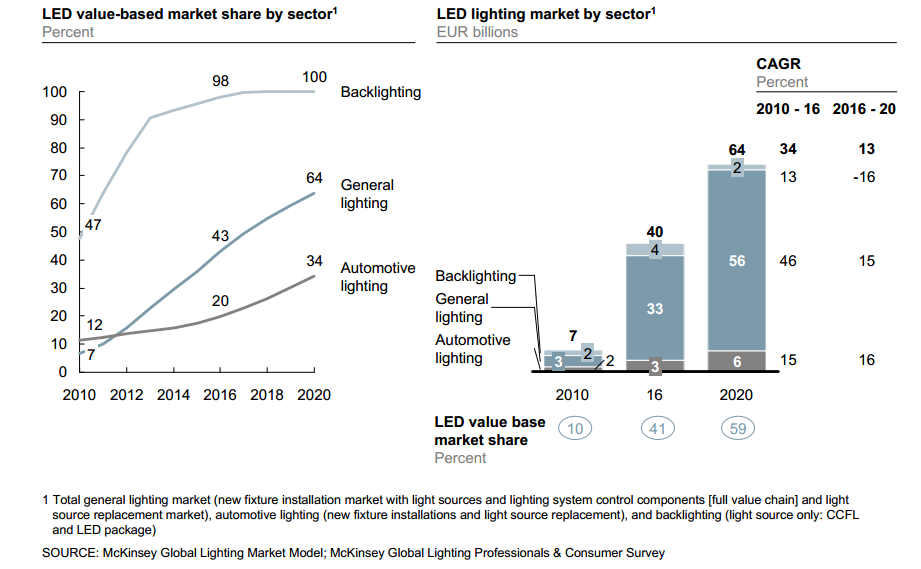 LED value-based market share by sector1
Percent
100
90
80
70
60
50
40
30
20
10
0
47
98
100
Backlighting
64
General
lighting
43
34
Automotive
lighting
20
12
7
2010 2012 2014 2016 2018 2020
LED lighting market by sector1
EUR billions
CAGR
Percent
2010 - 16 2016 - 20
64 34 13
2 13 -16
40
4
56 46 15
33
Backlighting
General
lighting
Automotive
lighting
7
3 2 2
3
6 15 16
2010 16 2020
LED value base
market share
Percent
10 41 59
1 Total general lighting market (new fixture installation market with light sources and lighting system control components [full value chain] and light
source replacement market), automotive lighting (new fixture installations and light source replacement), and backlighting (light source only: CCFL
and LED package)
SOURCE: McKinsey Global Lighting Market Model; McKinsey Global Lighting Professionals & Consumer Survey